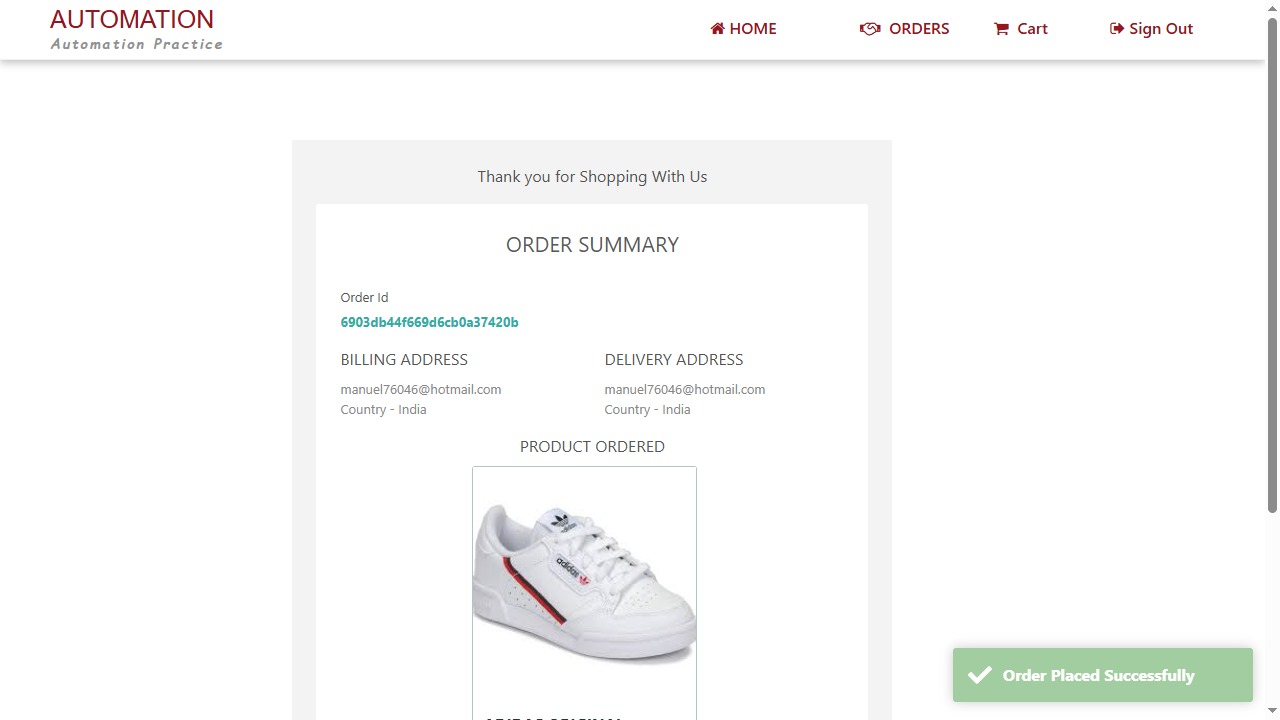 AUTOMATION
Automation Practice
HOME
ORDERS
Cart
Sign Out
Thank you for Shopping With Us
ORDER SUMMARY
Order Id
6903db44f669d6cb0a37420b
BILLING ADDRESS
DELIVERY ADDRESS
manuel76046@hotmail.com
manuel76046@hotmail.com
Country - India
Country - India
PRODUCT ORDERED
adidas
adidas
Order Placed Successfully